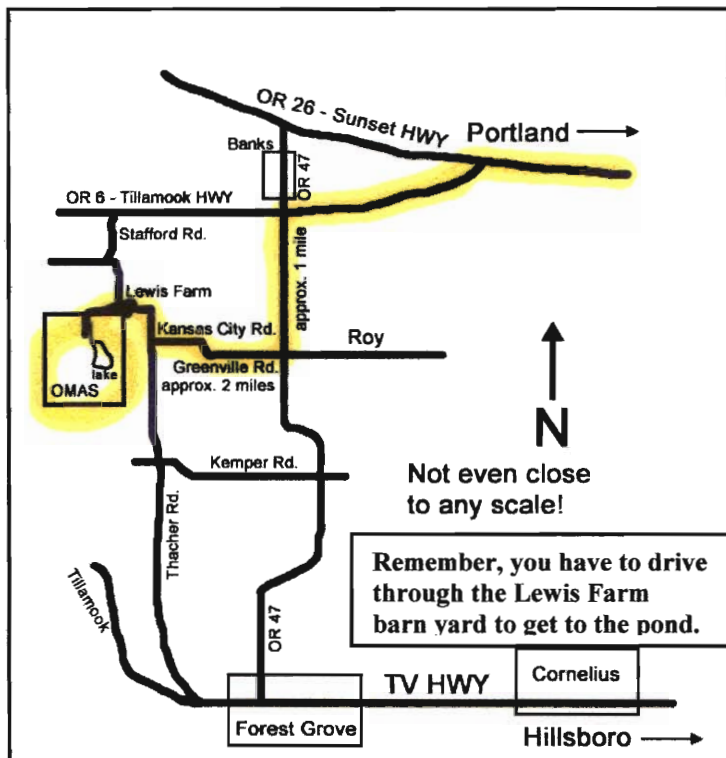 OR 26 - Sunset HWY
Portland
Banks
OR 47
OR 6 - Tillamook HWY
Stafford Rd.
approx. 1 mile
Lewis Farm
Kansas City Rd.
Roy
Greenville Rd.
approx. 2 miles
lake
OMAS
N
Kemper Rd.
Not even close
to any scale!
Thacher Rd.
Remember, you have to drive
through the Lewis Farm
barn yard to get to the pond.
Tillamook
OR 47
TV HWY
Cornelius
Forest Grove
Hillsboro